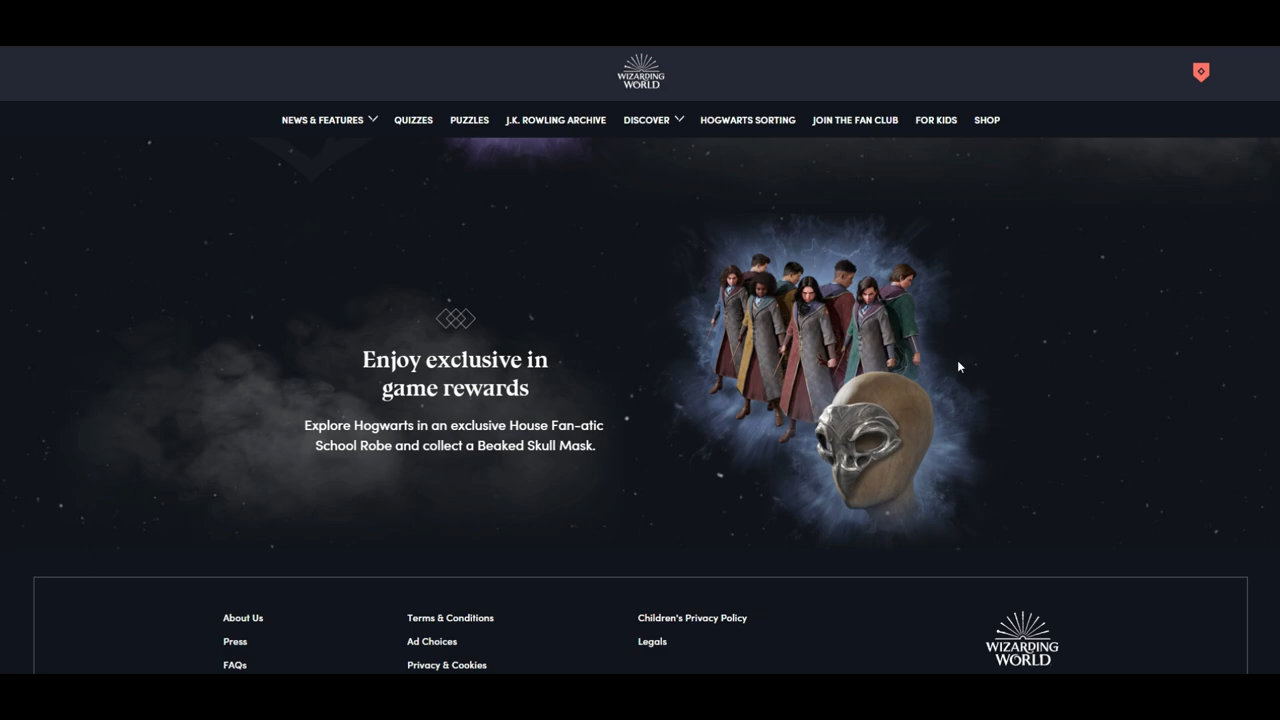 WIZARDING
WORLD
NEWS & FEATURES
QUIZZES
PUZZLES
J.K. ROWLING ARCHIVE
DISCOVER
HOGWARTS SORTING
JOIN THE FAN CLUB
FOR KIDS
SHOP
Enjoy exclusive in
game rewards
Explore Hogwarts in an exclusive House Fan-atic
School Robe and collect a Beaked Skull Mask.
About Us
Press
FAQs
Terms & Conditions
Ad Choices
Privacy & Cookies
Children's Privacy Policy
Legals
WIZARDING
WORLD